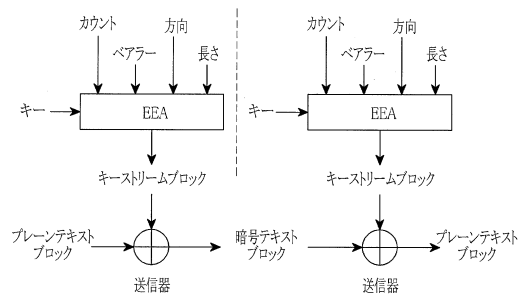 カウント 方向 カウント 方向
ベアラー 長さ ベアラー 長さ
キー EEA キー EEA
キーストリームブロック キーストリームブロック
プレーンテキスト
ブロック
暗号テキスト
ブロック
プレーンテキスト
ブロック
送信器 送信器